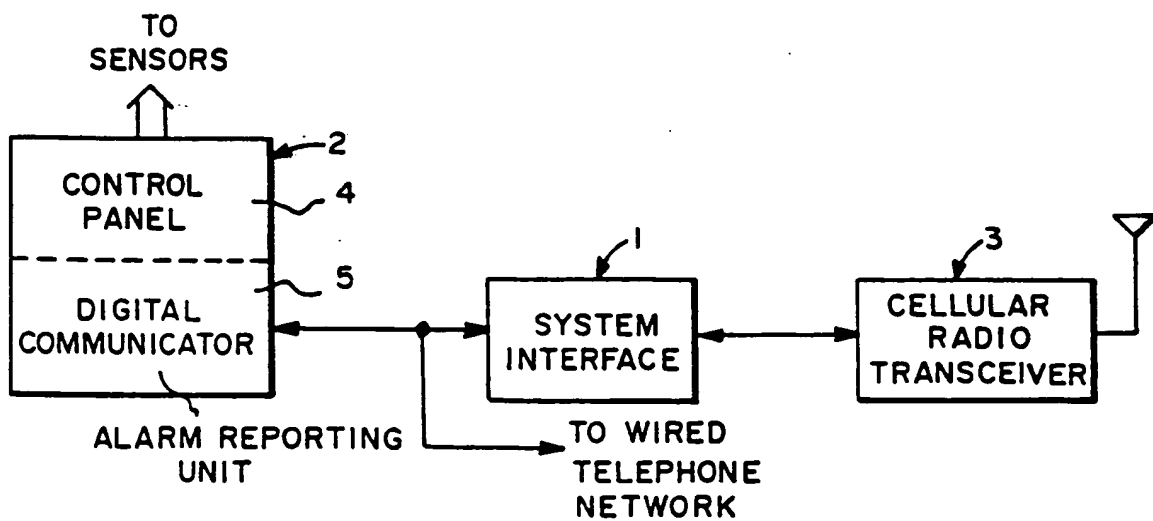 TO
SENSORS
2
CONTROL
PANEL
4
5
DIGITAL
COMMUNICATOR
ALARM REPORTING
UNIT
1
SYSTEM
INTERFACE
TO WIRED
TELEPHONE
NETWORK
3
CELLULAR
RADIO
TRANSCEIVER